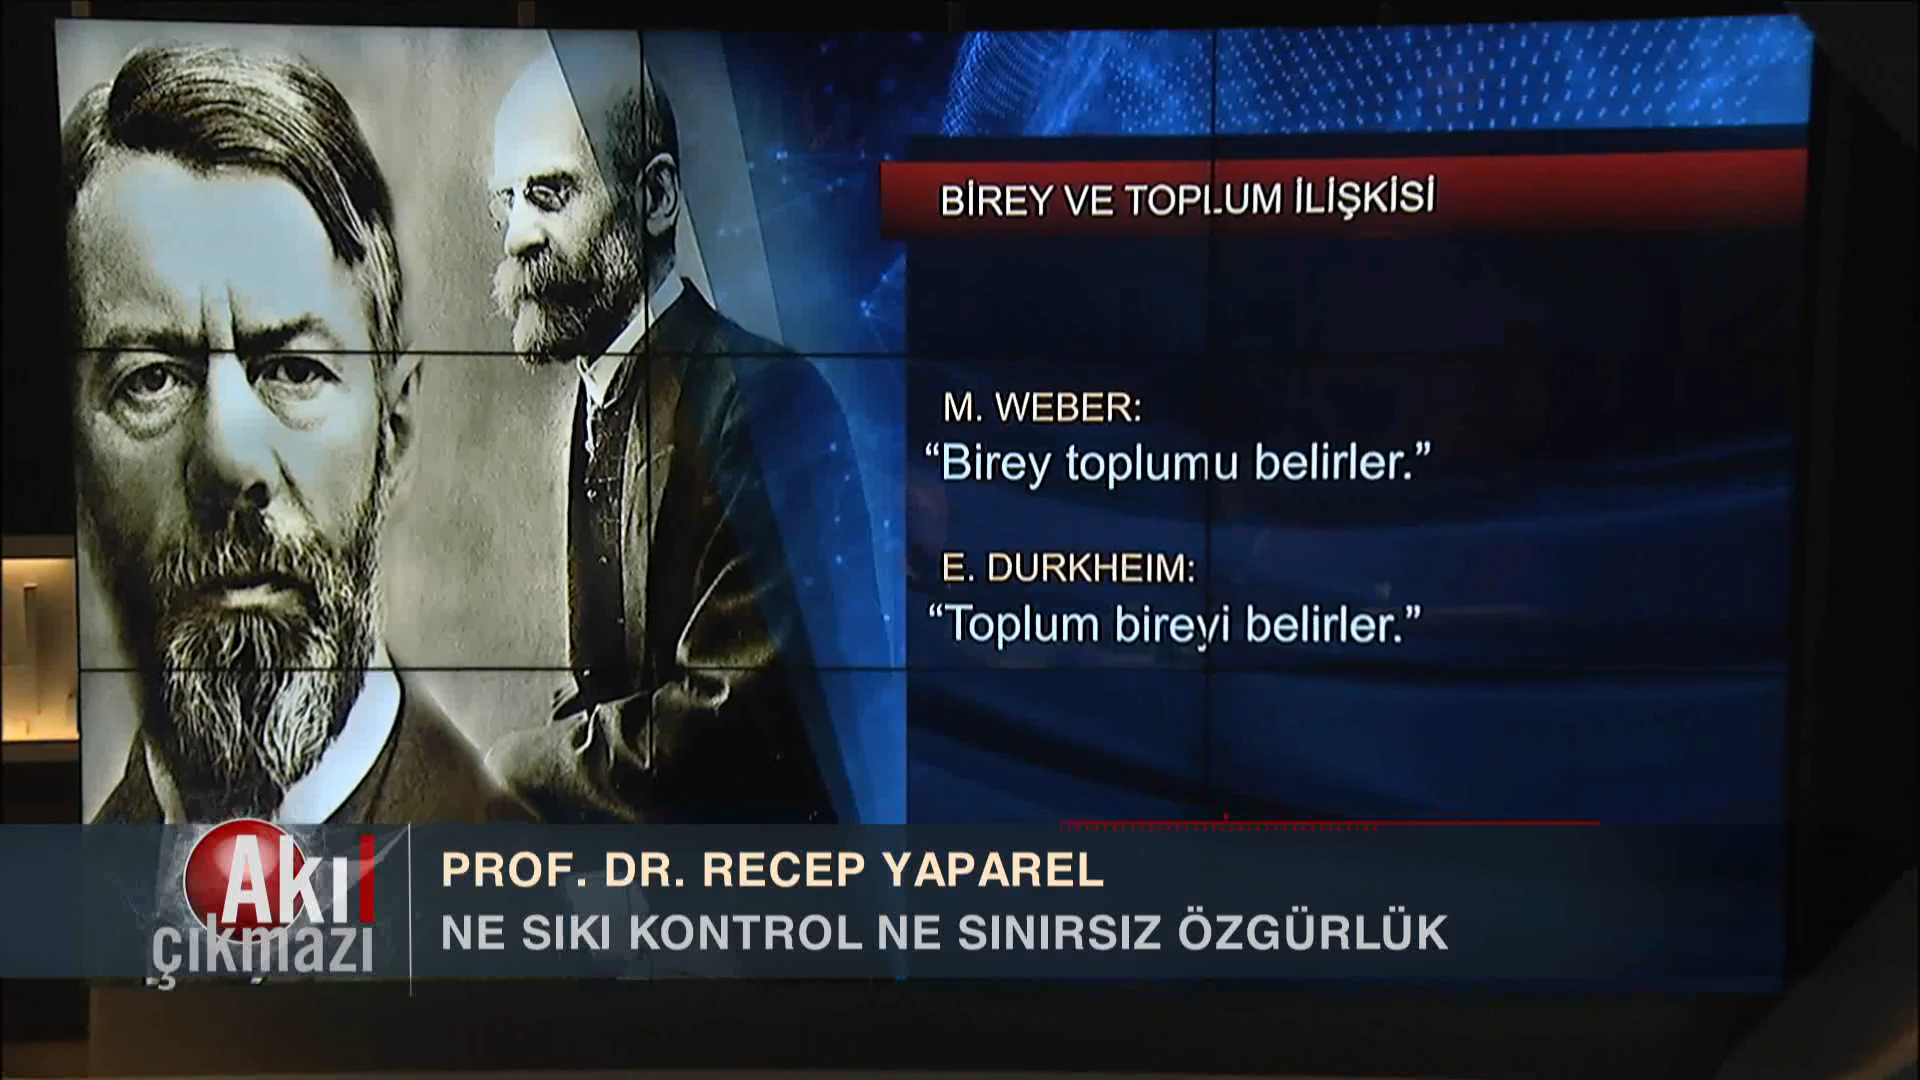 BİREY VE TOPLUM İLİŞKİSİ
M. WEBER:
“Birey toplumu belirler.”
E. DURKHEIM:
“Toplum bireyi belirler.”
Akıl
çıkmazı
PROF. DR. RECEP YAPAREL
NE SIKI KONTROL NE SINIRSIZ ÖZGÜRLÜK